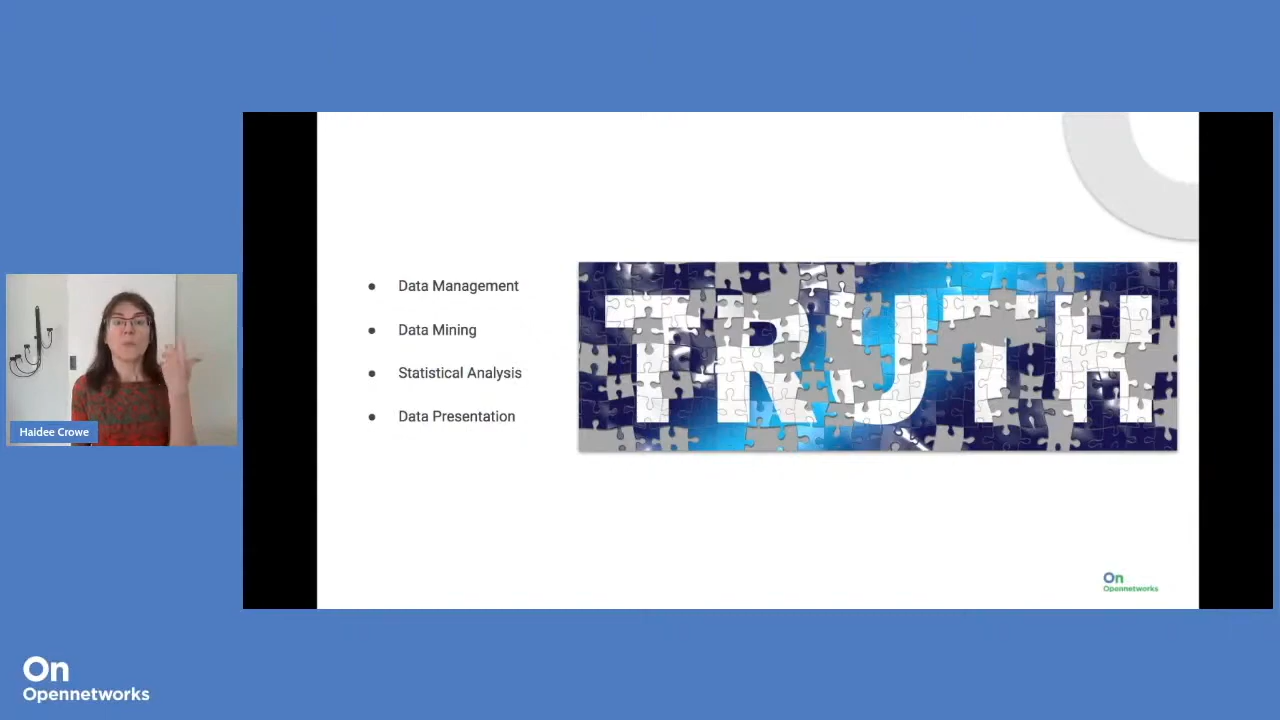 Data Management
Data Mining
Statistical Analysis
Data Presentation
TRUTH
On
Opennetworks
Haidee Crowe
On
Opennetworks